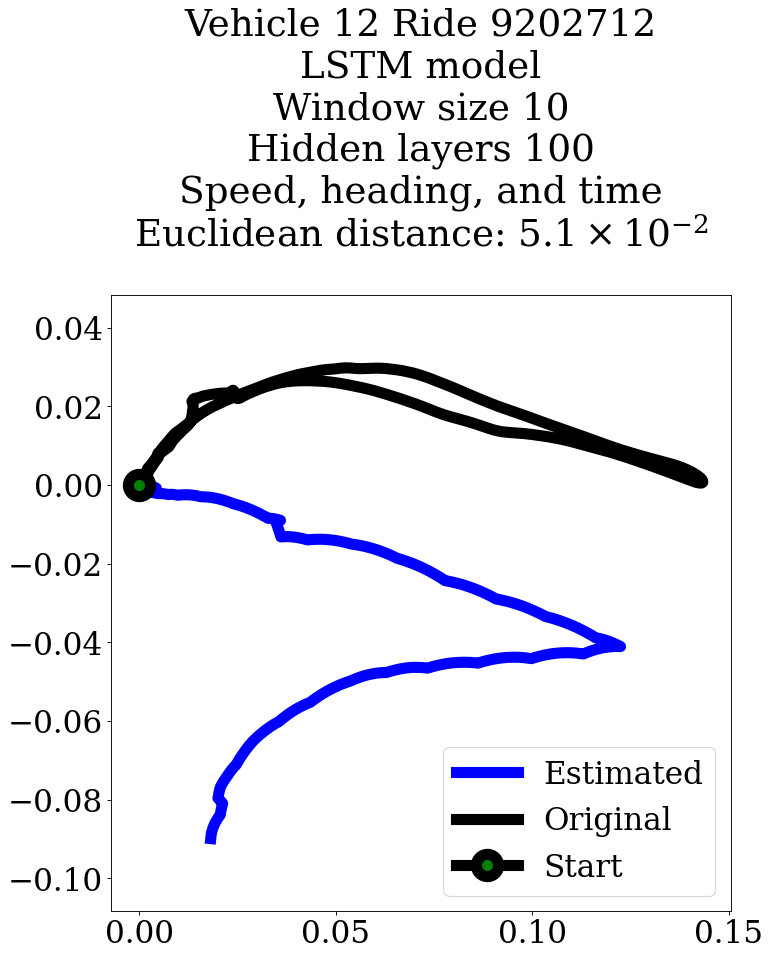 Vehicle 12 Ride 9202712
LSTM model
Window size 10
Hidden layers 100
Speed, heading, and time
Euclidean distance: 5.1 × 10⁻²
0.04
0.02
0.00
−0.02
−0.04
−0.06
−0.08
−0.10
Estimated
Original
Start
0.00 0.05 0.10 0.15